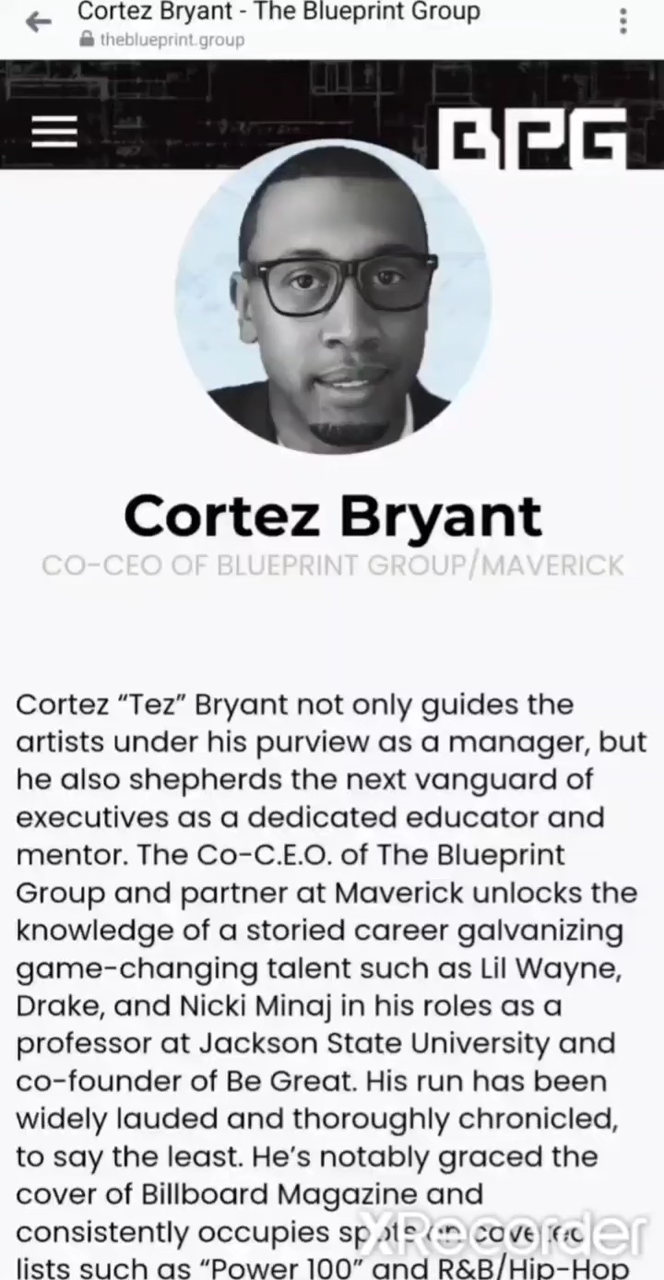 Cortez Bryant - The Blueprint Group
theblueprint.group
BPG
Cortez Bryant
CO-CEO OF BLUEPRINT GROUP/MAVERICK
Cortez “Tez” Bryant not only guides the
artists under his purview as a manager, but
he also shepherds the next vanguard of
executives as a dedicated educator and
mentor. The Co-C.E.O. of The Blueprint
Group and partner at Maverick unlocks the
knowledge of a storied career galvanizing
game-changing talent such as Lil Wayne,
Drake, and Nicki Minaj in his roles as a
professor at Jackson State University and
co-founder of Be Great. His run has been
widely lauded and thoroughly chronicled,
to say the least. He’s notably graced the
cover of Billboard Magazine and
consistently occupies spots on coveted
XRecorder
lists such as “Power 100” and R&B/Hip-Hop